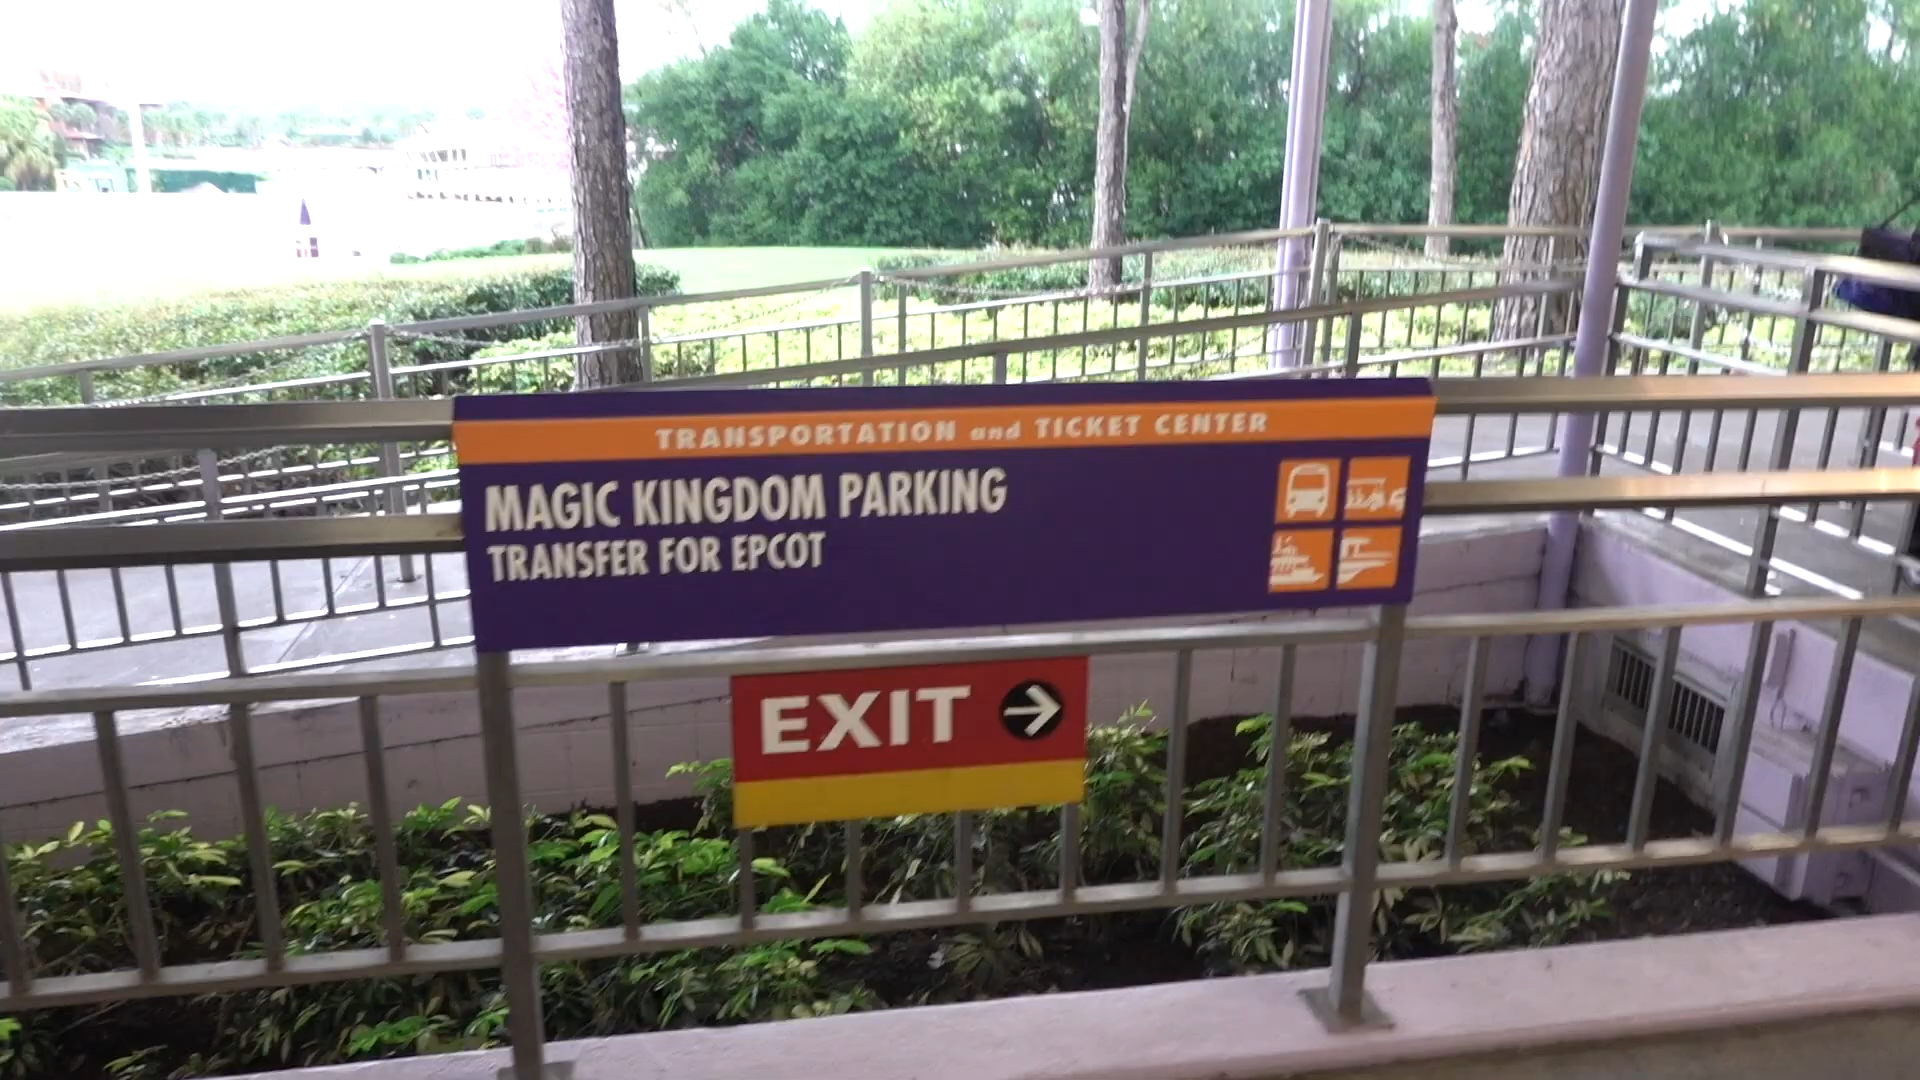 TRANSPORTATION and TICKET CENTER
MAGIC KINGDOM PARKING
TRANSFER FOR EPCOT
EXIT